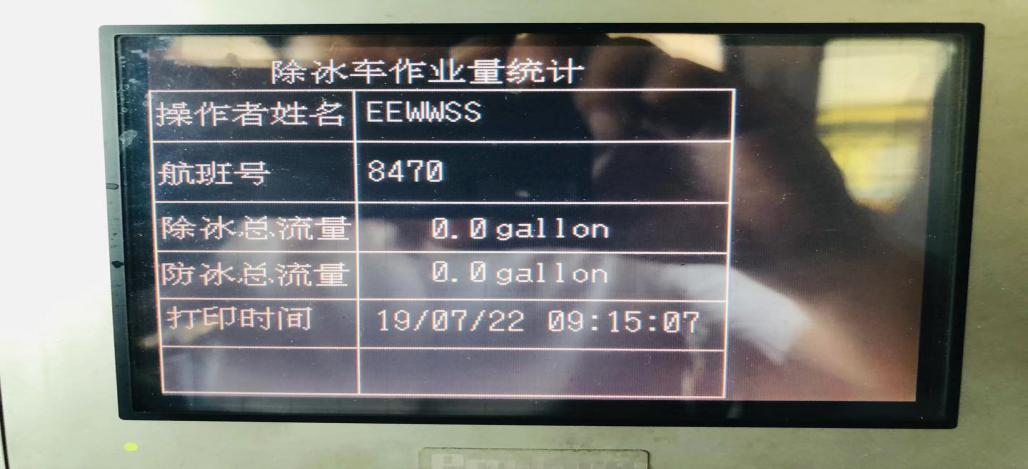 除冰车作业量统计
操作者姓名 EEWWSS
航班号 8470
除冰总流量 0.0gallon
防冰总流量 0.0gallon
打印时间 19/07/22 09:15:07